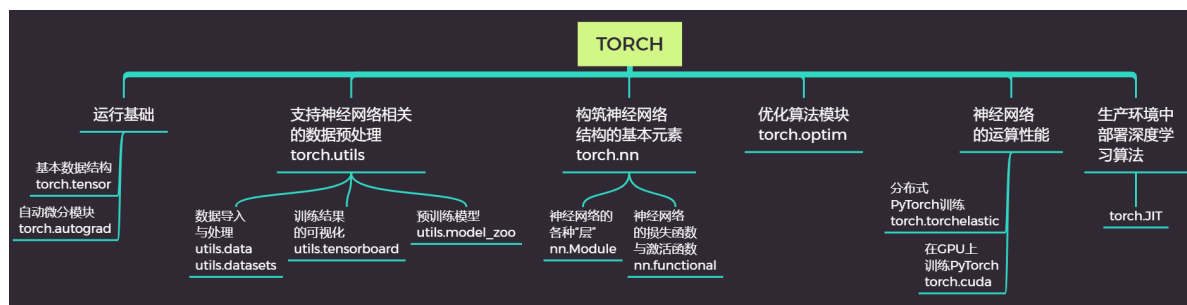 TORCH
运行基础
基本数据结构
torch.tensor
自动微分模块
torch.autograd
支持神经网络相关
的数据预处理
torch.utils
数据导入
与处理
utils.data
utils.datasets
训练结果
的可视化
utils.tensorboard
预训练模型
utils.model_zoo
构筑神经网络
结构的基本元素
torch.nn
神经网络的
各种“层”
nn.Module
神经网络
的损失函数
与激活函数
nn.functional
优化算法模块
torch.optim
神经网络
的运算性能
分布式
PyTorch训练
torch.torchelastic
在GPU上
训练PyTorch
torch.cuda
生产环境中
部署深度学
习算法
torch.JIT